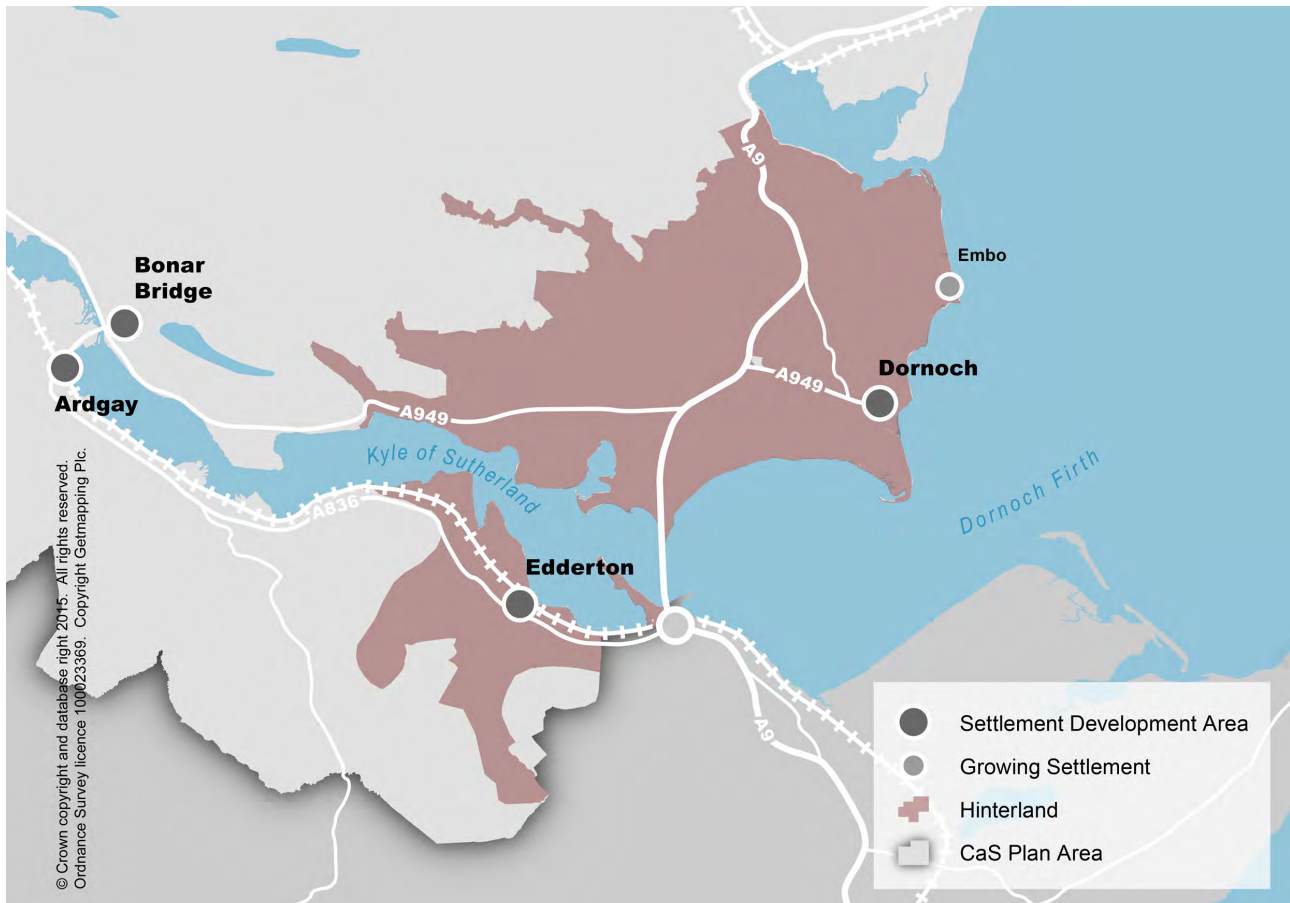 A9
Embo
Bonar
Bridge
Dornoch
A949
Ardgay
A949
Kyle of Sutherland
Dornoch Firth
A836
Edderton
A9
Settlement Development Area
Growing Settlement
Hinterland
CaS Plan Area
© Crown copyright and database right 2015. All rights reserved.
Ordnance Survey licence 100023369. Copyright Getmapping Plc.